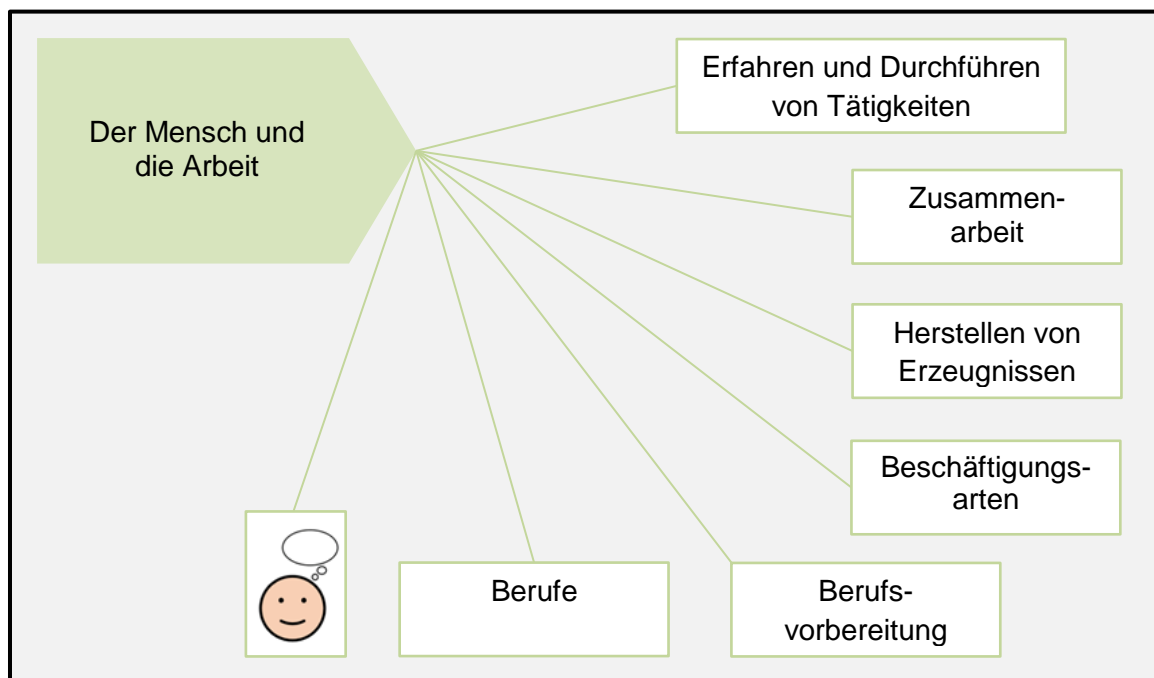 Der Mensch und
die Arbeit
Erfahren und Durchführen
von Tätigkeiten
Zusammen-
arbeit
Herstellen von
Erzeugnissen
Beschäftigungs-
arten
Berufs-
vorbereitung
Berufe